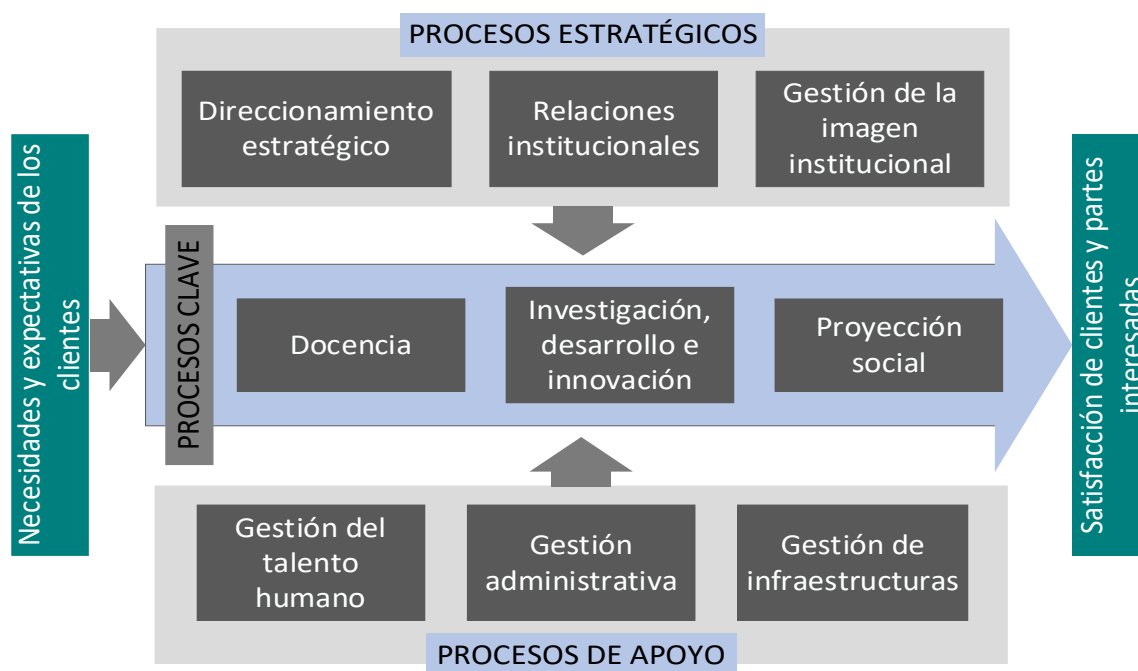 PROCESOS ESTRATÉGICOS
Direccionamiento
estratégico
Relaciones
institucionales
Gestión de la
imagen
institucional
Necesidades y expectativas de los
clientes
PROCESOS CLAVE
Docencia
Investigación,
desarrollo e
innovación
Proyección
social
Satisfacción de clientes y partes
interesadas
Gestión del
talento
humano
Gestión
administrativa
Gestión de
infraestructuras
PROCESOS DE APOYO